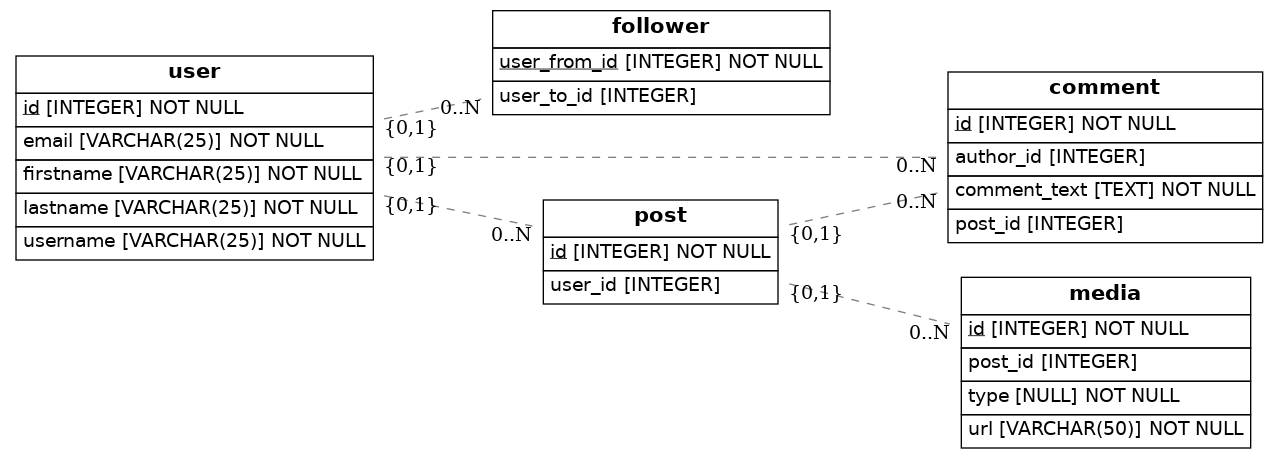 follower
user_from_id [INTEGER] NOT NULL
user_to_id [INTEGER]
user
id [INTEGER] NOT NULL
email [VARCHAR(25)] NOT NULL
firstname [VARCHAR(25)] NOT NULL
lastname [VARCHAR(25)] NOT NULL
username [VARCHAR(25)] NOT NULL
0..N
{0,1}
{0,1}
0..N
{0,1}
0..N
comment
id [INTEGER] NOT NULL
author_id [INTEGER]
comment_text [TEXT] NOT NULL
post_id [INTEGER]
post
id [INTEGER] NOT NULL
user_id [INTEGER]
0..N
{0,1}
{0,1}
0..N
media
id [INTEGER] NOT NULL
post_id [INTEGER]
type [NULL] NOT NULL
url [VARCHAR(50)] NOT NULL